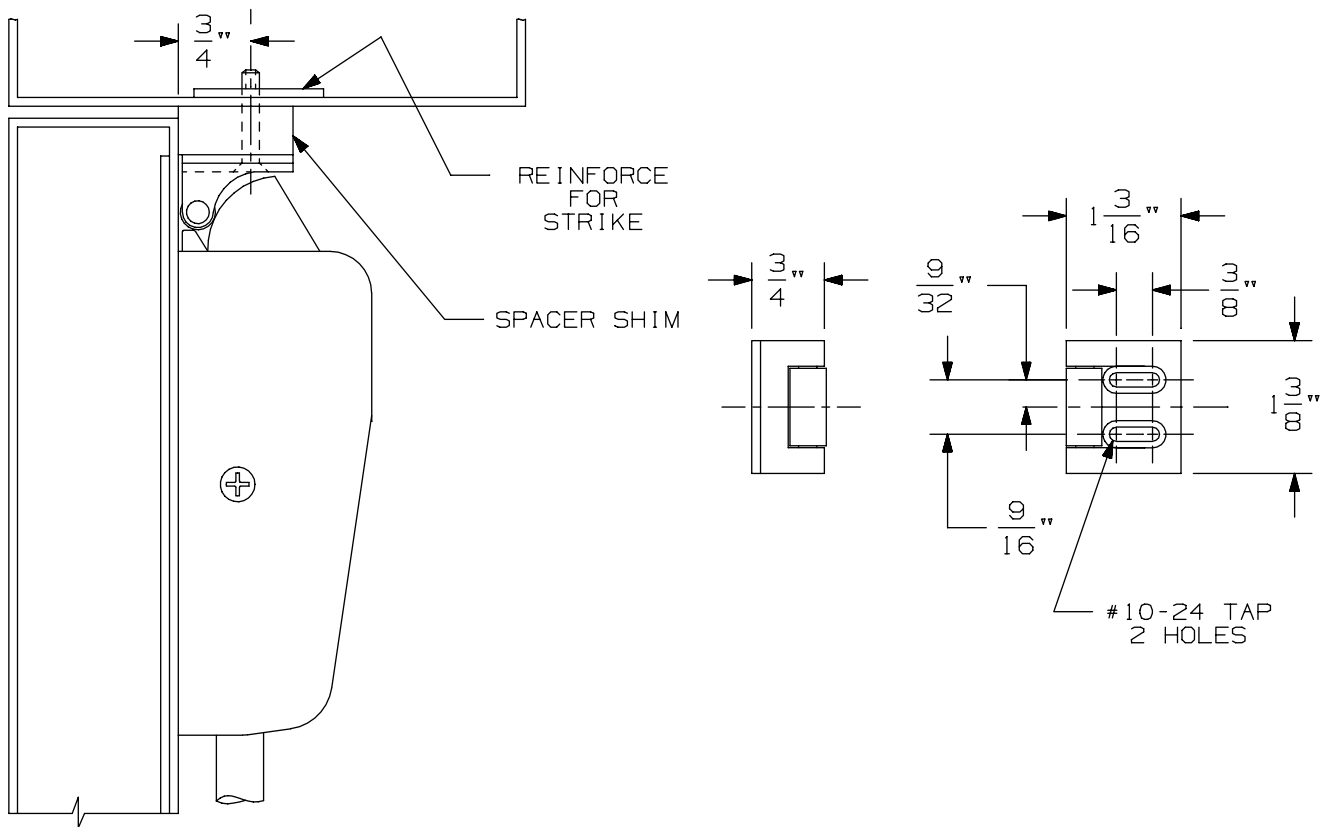 3/4"
REINFORCE
FOR
STRIKE
SPACER SHIM
3/4"
9/32"
1 3/16"
3/8"
1 3/8"
9/16"
#10-24 TAP
2 HOLES